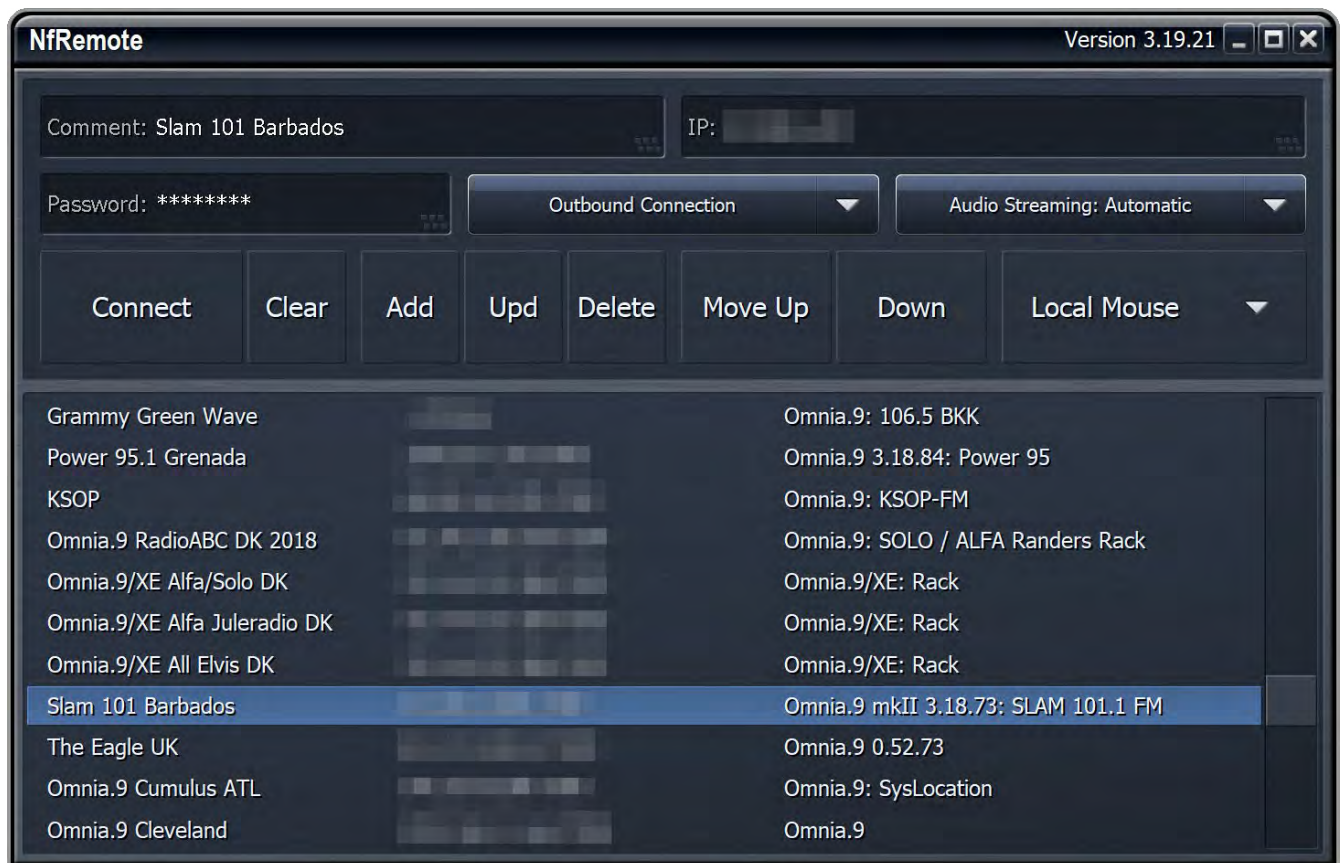 NfRemote Version 3.19.21
Comment: Slam 101 Barbados IP:
Password: ******** Outbound Connection Audio Streaming: Automatic
Connect Clear Add Upd Delete Move Up Down Local Mouse
Grammy Green Wave Omnia.9: 106.5 BKK
Power 95.1 Grenada Omnia.9 3.18.84: Power 95
KSOP Omnia.9: KSOP-FM
Omnia.9 RadioABC DK 2018 Omnia.9: SOLO / ALFA Randers Rack
Omnia.9/XE Alfa/Solo DK Omnia.9/XE: Rack
Omnia.9/XE Alfa Juleradio DK Omnia.9/XE: Rack
Omnia.9/XE All Elvis DK Omnia.9/XE: Rack
Slam 101 Barbados Omnia.9 mkII 3.18.73: SLAM 101.1 FM
The Eagle UK Omnia.9 0.52.73
Omnia.9 Cumulus ATL Omnia.9: SysLocation
Omnia.9 Cleveland Omnia.9